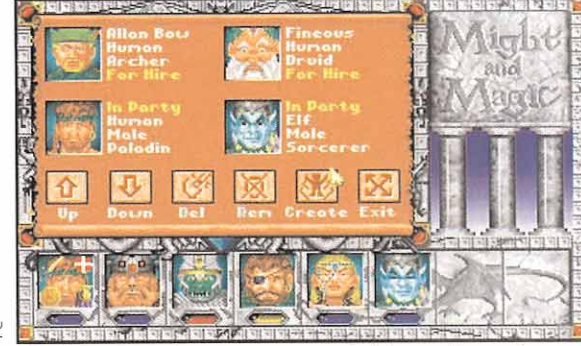 Allan Bow
Human
Archer
For Hire
Fineous
Human
Druid
For Hire
In Party
Human
Male
Paladin
In Party
Elf
Male
Sorcerer
Up Down Del Rem Create Exit
Might
and
Magic